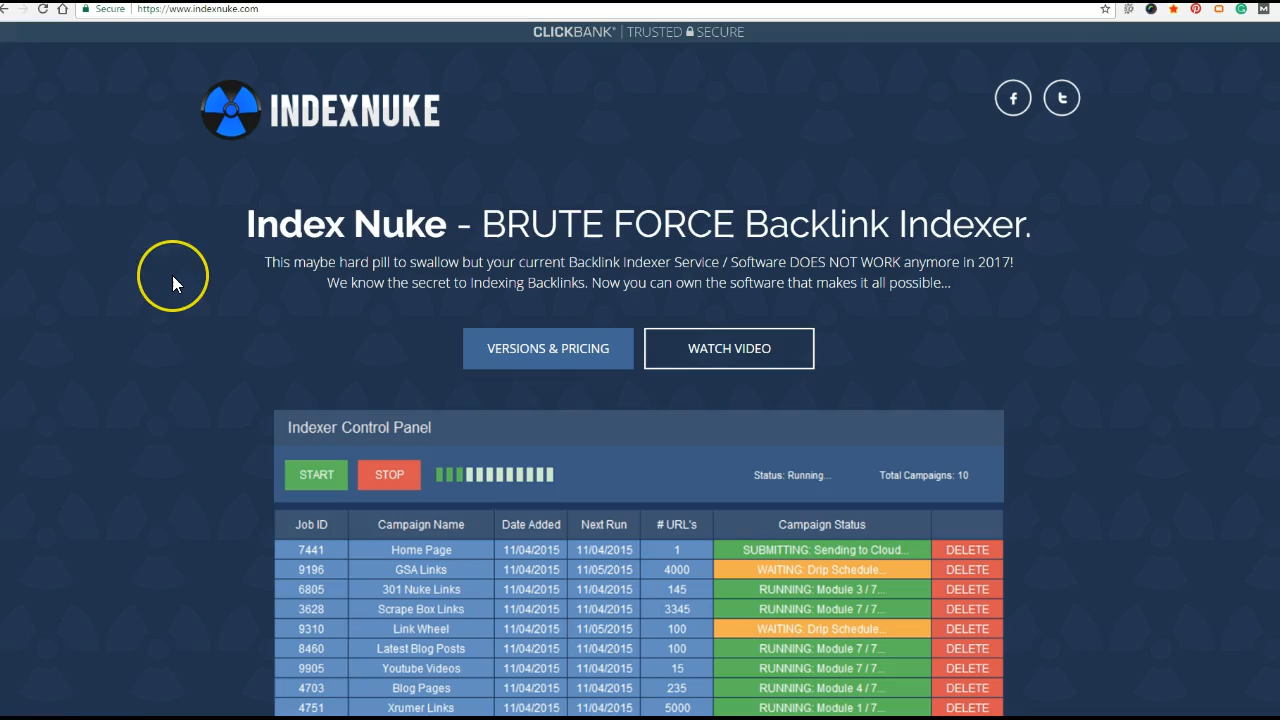 Secure https://www.indexnuke.com
CLICKBANK® | TRUSTED SECURE
INDEXNUKE
Index Nuke - BRUTE FORCE Backlink Indexer.
This maybe hard pill to swallow but your current Backlink Indexer Service / Software DOES NOT WORK anymore in 2017!
We know the secret to Indexing Backlinks. Now you can own the software that makes it all possible...
VERSIONS & PRICING WATCH VIDEO
Indexer Control Panel
START STOP Status: Running... Total Campaigns: 10
Job ID Campaign Name Date Added Next Run # URL's Campaign Status
7441 Home Page 11/04/2015 11/04/2015 1 SUBMITTING: Sending to Cloud... DELETE
9196 GSA Links 11/04/2015 11/05/2015 4000 WAITING: Drip Schedule... DELETE
6805 301 Nuke Links 11/04/2015 11/04/2015 145 RUNNING: Module 3 / 7... DELETE
3628 Scrape Box Links 11/04/2015 11/04/2015 3345 RUNNING: Module 7 / 7... DELETE
9310 Link Wheel 11/04/2015 11/05/2015 100 WAITING: Drip Schedule... DELETE
8460 Latest Blog Posts 11/04/2015 11/04/2015 100 RUNNING: Module 7 / 7... DELETE
9905 Youtube Videos 11/04/2015 11/04/2015 15 RUNNING: Module 7 / 7... DELETE
4703 Blog Pages 11/04/2015 11/04/2015 235 RUNNING: Module 4 / 7... DELETE
4751 Xrumer Links 11/04/2015 11/04/2015 5000 RUNNING: Module 1 / 7... DELETE